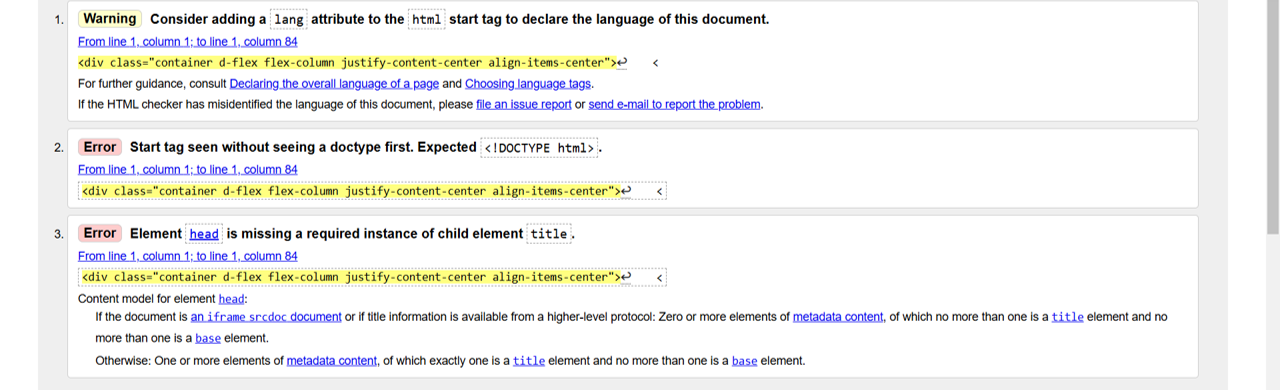 1. Warning Consider adding a lang attribute to the html start tag to declare the language of this document.
From line 1, column 1; to line 1, column 84
<div class="container d-flex flex-column justify-content-center align-items-center">↩    <
For further guidance, consult Declaring the overall language of a page and Choosing language tags.
If the HTML checker has misidentified the language of this document, please file an issue report or send e-mail to report the problem.
2. Error Start tag seen without seeing a doctype first. Expected <!DOCTYPE html>.
From line 1, column 1; to line 1, column 84
<div class="container d-flex flex-column justify-content-center align-items-center">↩    <
3. Error Element head is missing a required instance of child element title.
From line 1, column 1; to line 1, column 84
<div class="container d-flex flex-column justify-content-center align-items-center">↩    <
Content model for element head:
If the document is an iframe srcdoc document or if title information is available from a higher-level protocol: Zero or more elements of metadata content, of which no more than one is a title element and no
more than one is a base element.
Otherwise: One or more elements of metadata content, of which exactly one is a title element and no more than one is a base element.